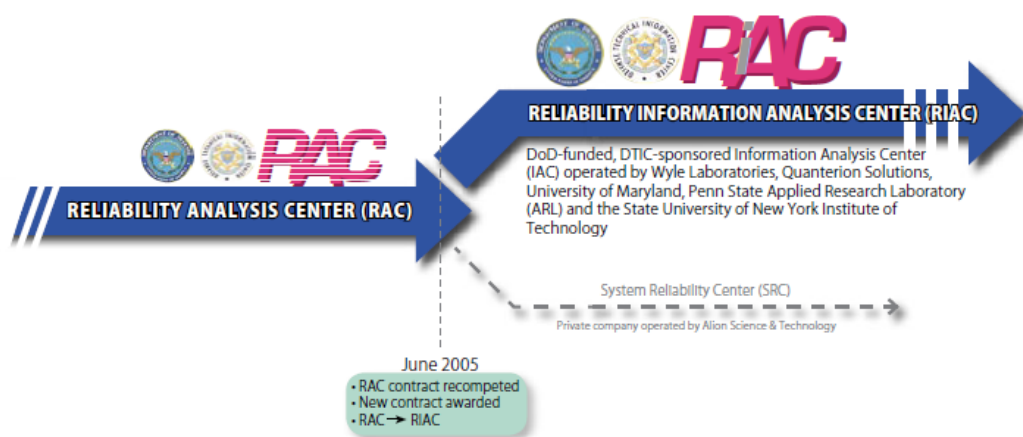 RiAC
RELIABILITY INFORMATION ANALYSIS CENTER (RIAC)
DoD-funded, DTIC-sponsored Information Analysis Center
(IAC) operated by Wyle Laboratories, Quanterion Solutions,
University of Maryland, Penn State Applied Research Laboratory
(ARL) and the State University of New York Institute of
Technology
RAC
RELIABILITY ANALYSIS CENTER (RAC)
System Reliability Center (SRC)
Private company operated by Alion Science & Technology
June 2005
• RAC contract recompeted
• New contract awarded
• RAC → RIAC